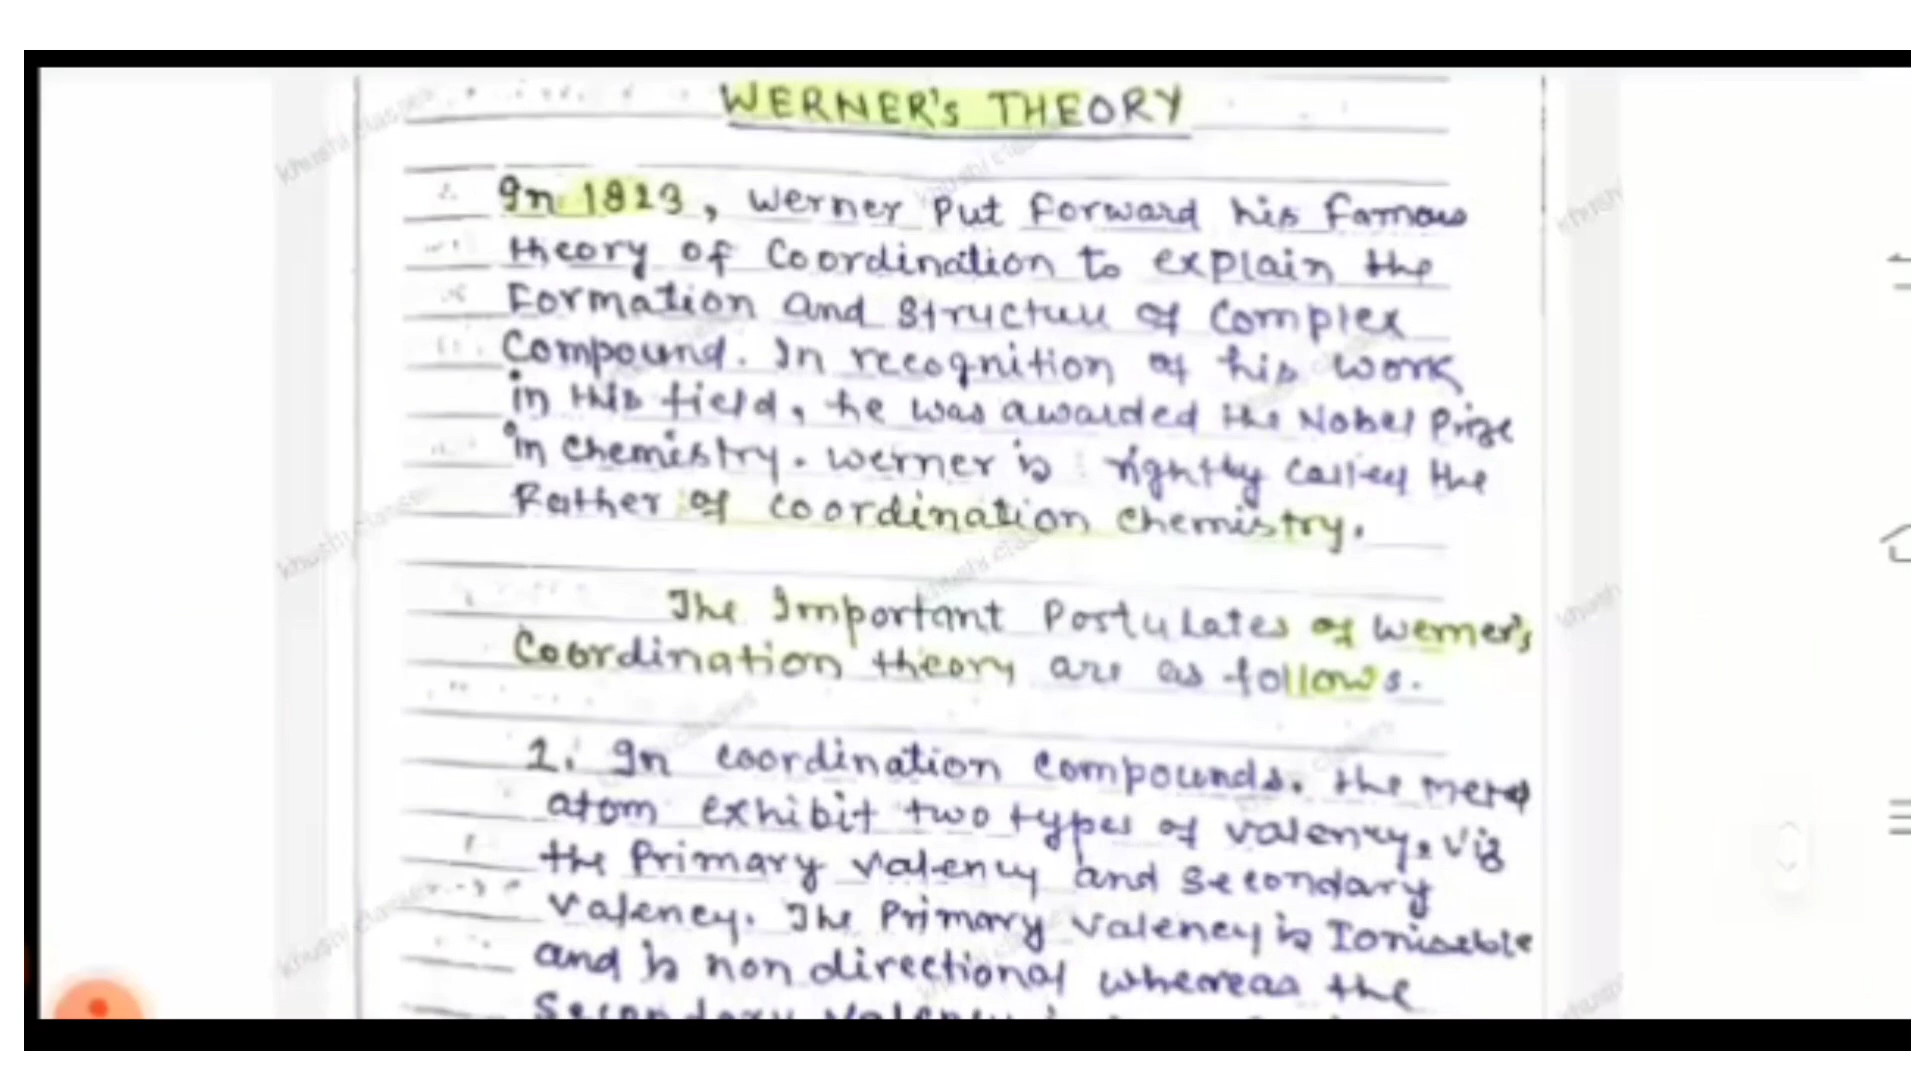 WERNER's THEORY
In 1823, Werner Put forward his famous
theory of Coordination to explain the
Formation and Structure of Complex
Compound. In recognition of his work
in this field, he was awarded the Nobel Prize
in chemistry. Werner is rightly called the
Father of coordination chemistry.
The Important Postulates of Werner's
Coordination theory are as follows.
1. In coordination compounds. the metal
atom exhibit two types of valency, viz
the Primary valency and secondary
valency. The Primary valency is Ionisable
and is non directional whereas the
Secondary valency
khushi classes